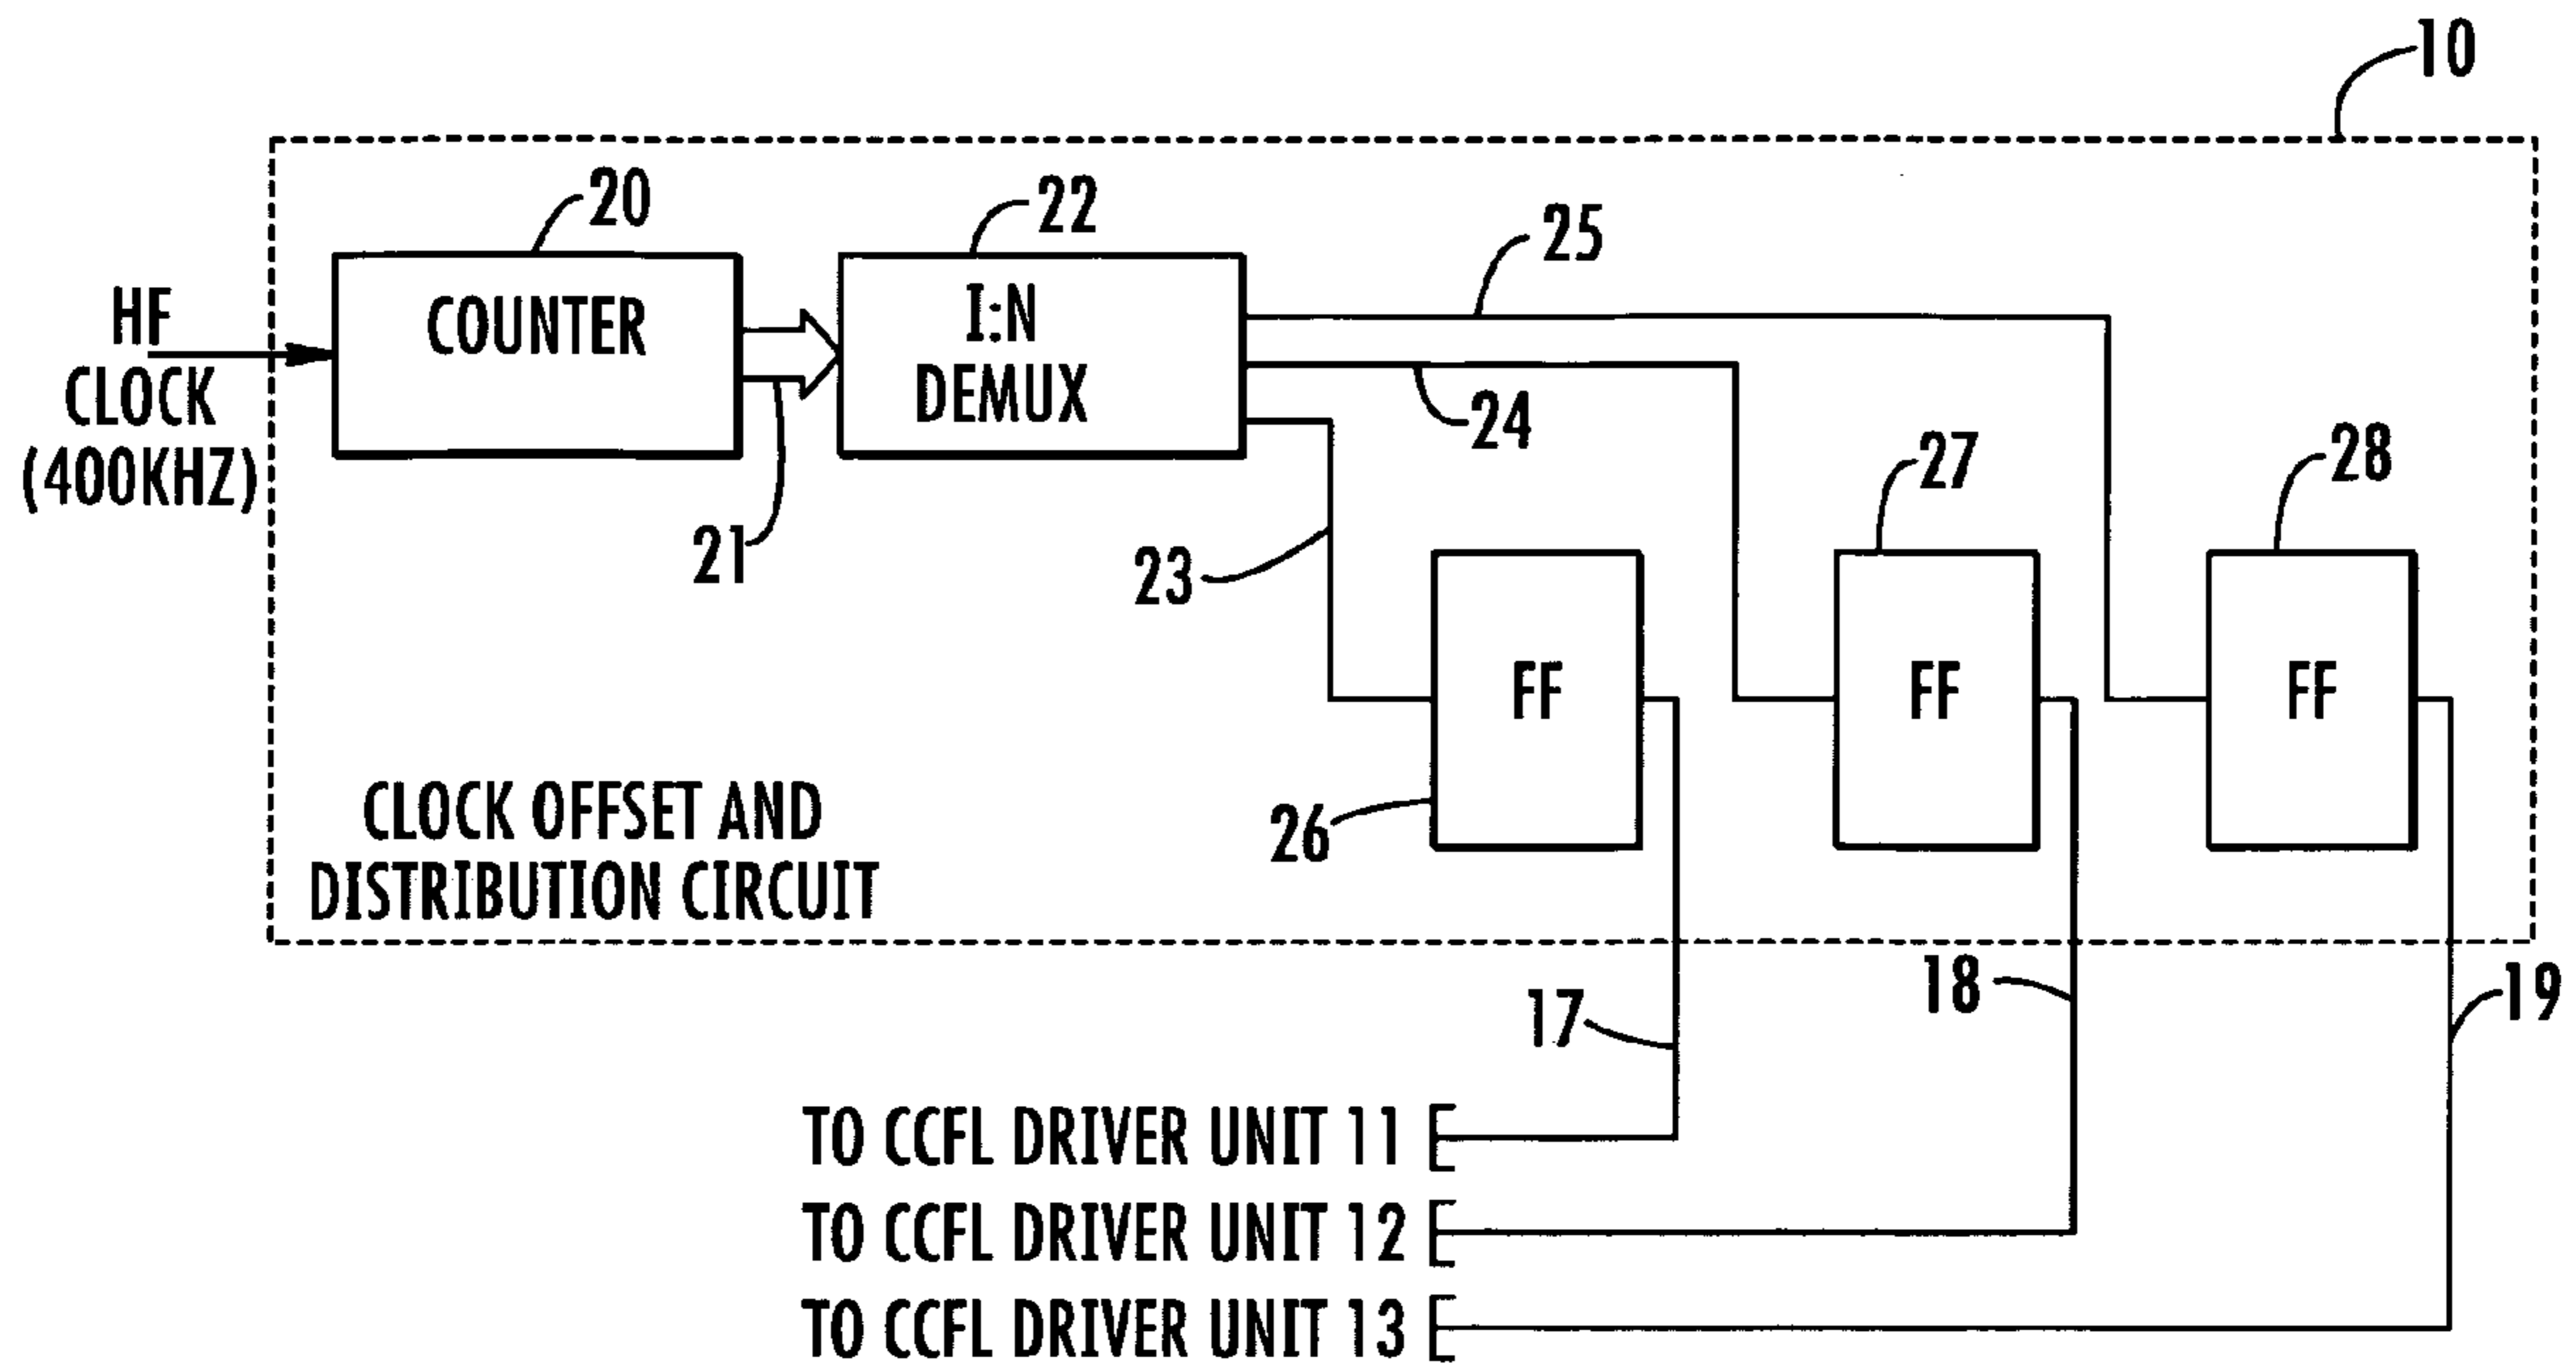 10
20
22
25
HF
CLOCK
(400KHZ)
COUNTER
I:N
DEMUX
21
24
23
27
28
FF
FF
FF
26
CLOCK OFFSET AND
DISTRIBUTION CIRCUIT
17
18
19
TO CCFL DRIVER UNIT 11
TO CCFL DRIVER UNIT 12
TO CCFL DRIVER UNIT 13